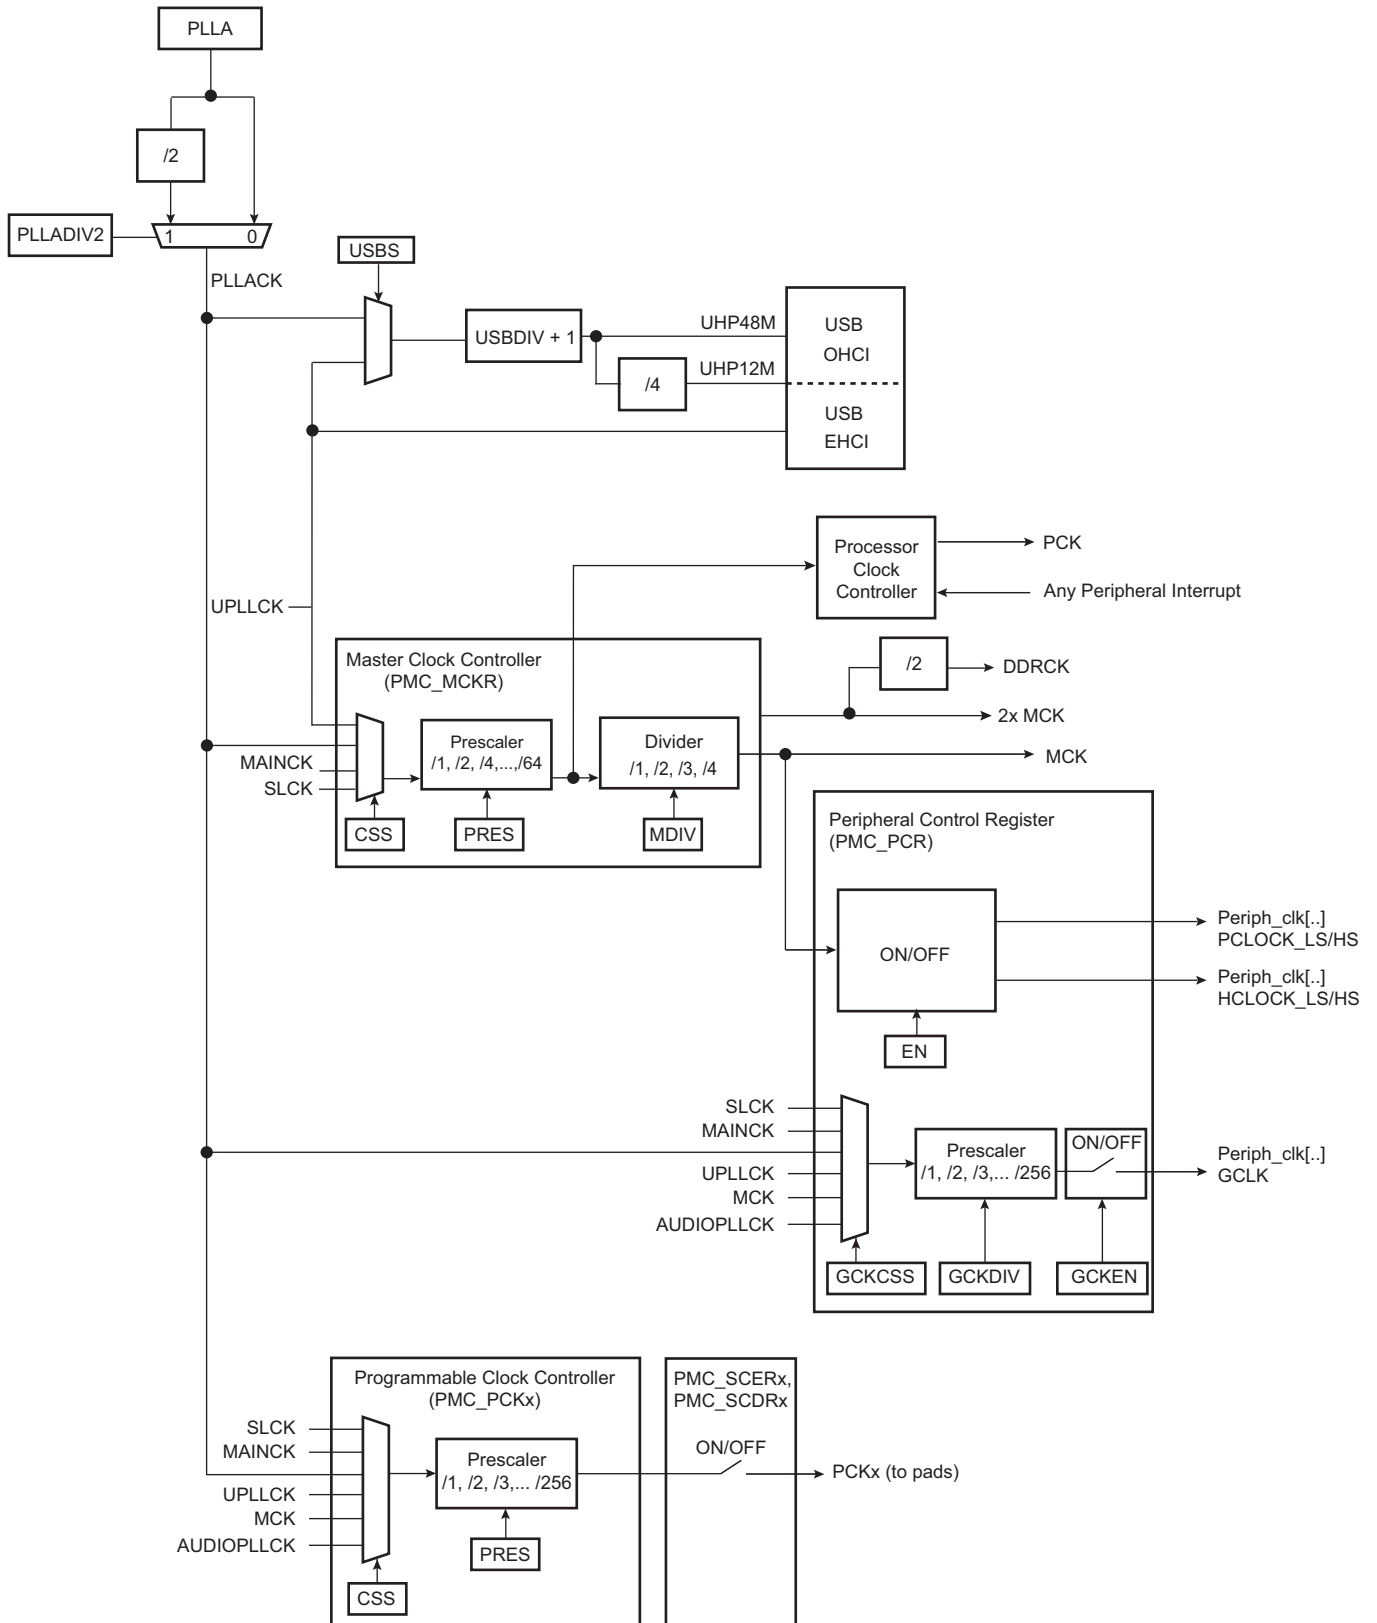 PLLA
/2
PLLADIV2
1 0
PLLACK
USBS
USBDIV + 1
UHP48M
/4
UHP12M
USB
OHCI
USB
EHCI
Processor
Clock
Controller
PCK
Any Peripheral Interrupt
UPLLCK
Master Clock Controller
(PMC_MCKR)
/2
DDRCK
2x MCK
MCK
MAINCK
SLCK
Prescaler
/1, /2, /4,...,/64
Divider
/1, /2, /3, /4
CSS
PRES
MDIV
Peripheral Control Register
(PMC_PCR)
ON/OFF
EN
Periph_clk[..]
PCLOCK_LS/HS
Periph_clk[..]
HCLOCK_LS/HS
SLCK
MAINCK
UPLLCK
MCK
AUDIOPLLCK
Prescaler
/1, /2, /3,... /256
ON/OFF
Periph_clk[..]
GCLK
GCKCSS
GCKDIV
GCKEN
Programmable Clock Controller
(PMC_PCKx)
SLCK
MAINCK
UPLLCK
MCK
AUDIOPLLCK
Prescaler
/1, /2, /3,... /256
PRES
CSS
PMC_SCERx,
PMC_SCDRx
ON/OFF
PCKx (to pads)